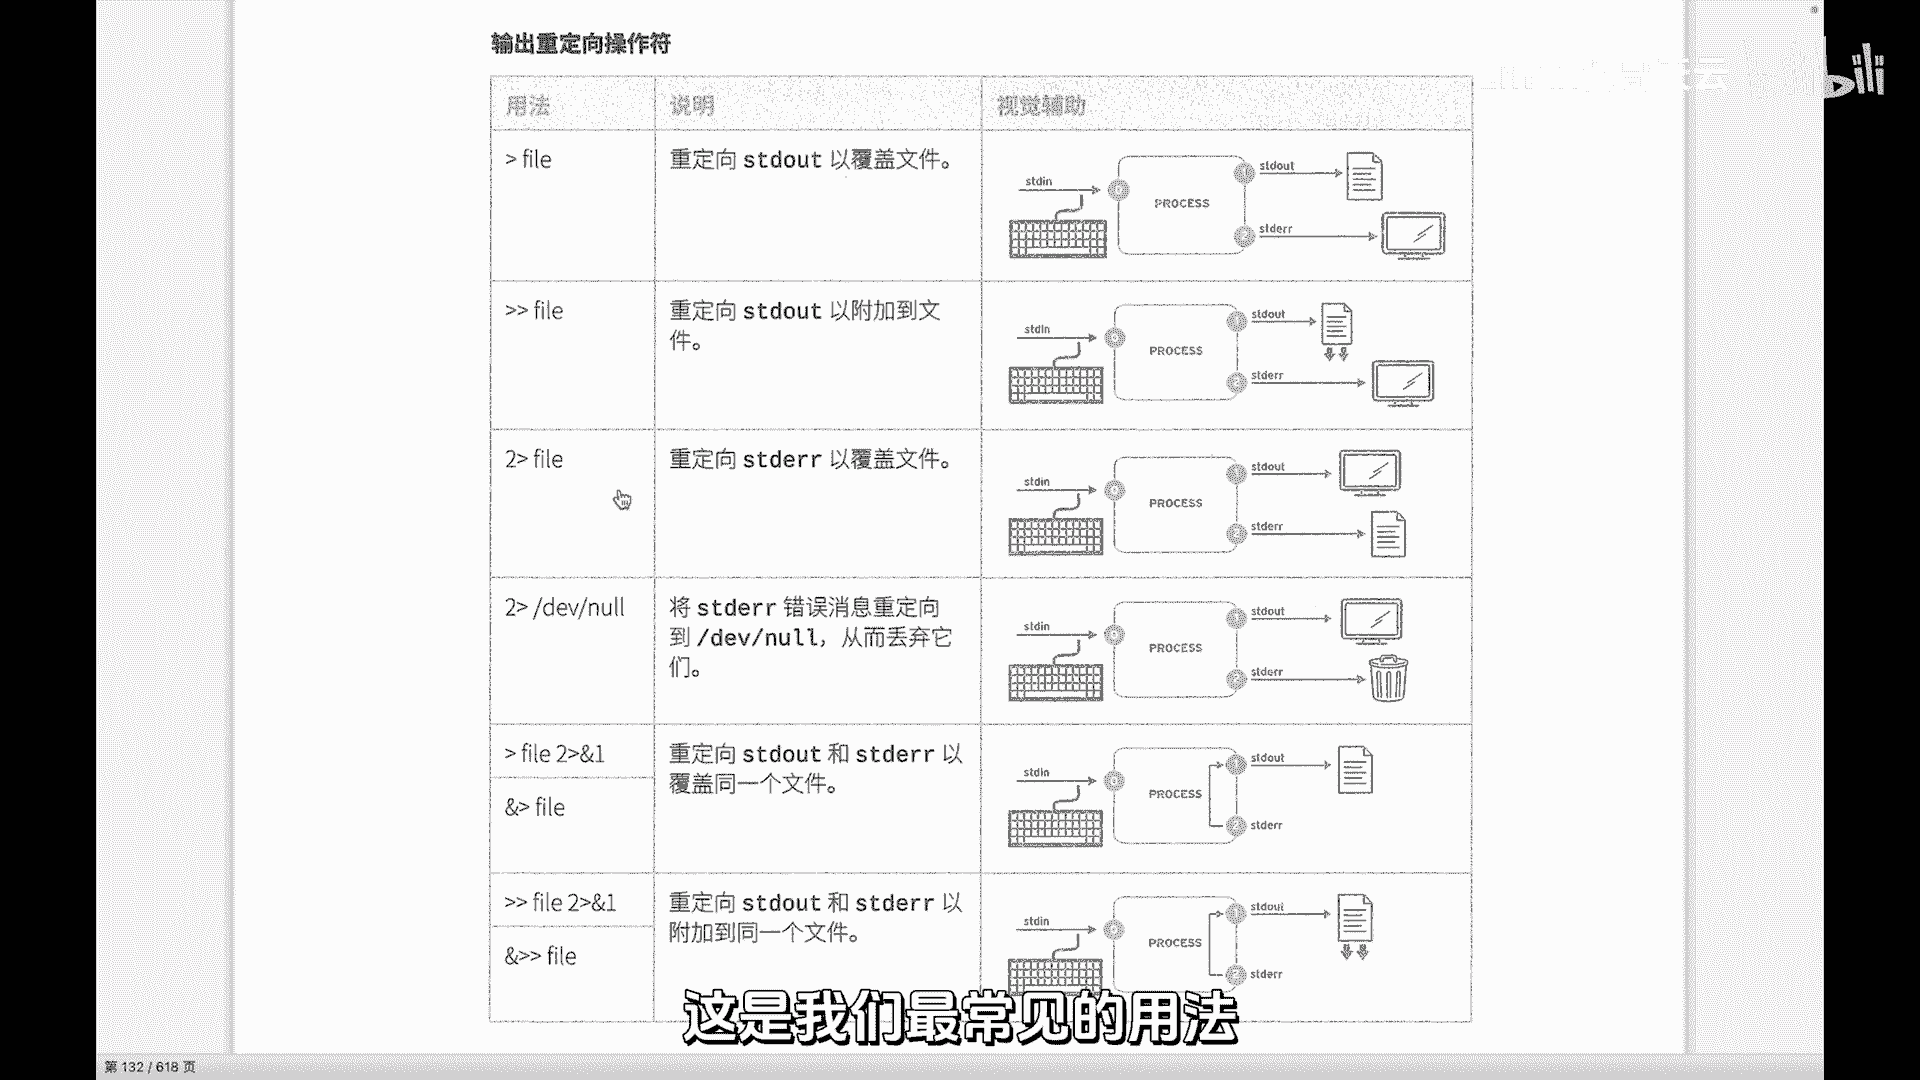 输出重定向操作符
bili
用法 说明 视觉辅助
> file
重定向 stdout 以覆盖文件。
stdin
PROCESS
stdout
stderr
>> file
重定向 stdout 以附加到文
件。
stdin
PROCESS
stdout
stderr
2> file
重定向 stderr 以覆盖文件。
stdin
PROCESS
stdout
stderr
2> /dev/null
将 stderr 错误消息重定向
到 /dev/null，从而丢弃它
们。
stdin
PROCESS
stdout
stderr
> file 2>&1
&> file
重定向 stdout 和 stderr 以
覆盖同一个文件。
stdin
PROCESS
stdout
stderr
>> file 2>&1
&>> file
重定向 stdout 和 stderr 以
附加到同一个文件。
stdin
PROCESS
stdout
stderr
这是我们最常见的用法
第 132 / 618 页